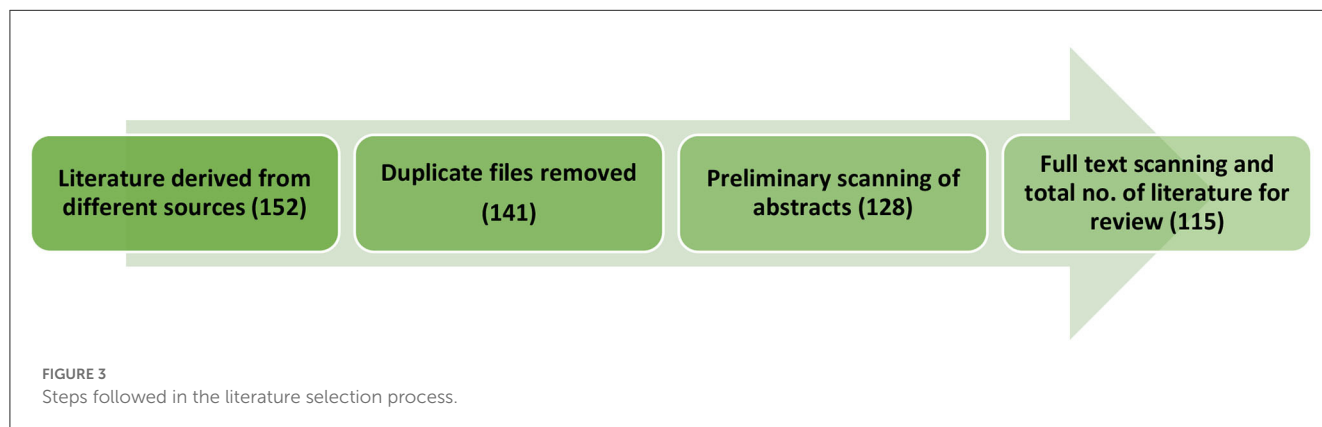 Literature derived from
different sources (152)
Duplicate files removed
(141)
Preliminary scanning of
abstracts (128)
Full text scanning and
total no. of literature for
review (115)
FIGURE 3
Steps followed in the literature selection process.